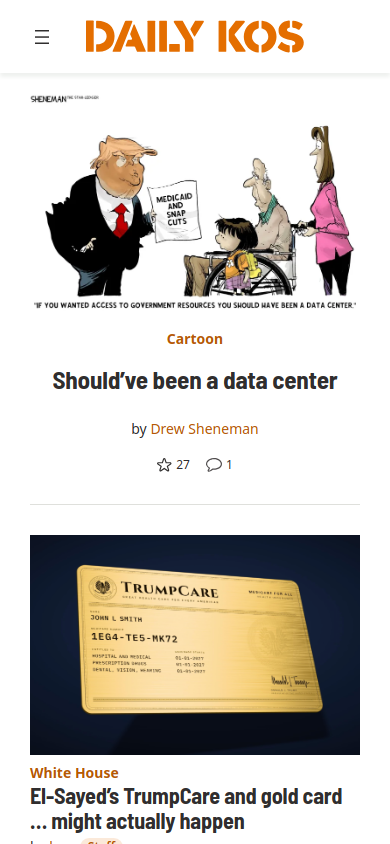 DAILY KOS
SHENEMAN
MEDICAID
AND
SNAP
CUTS
"IF YOU WANTED ACCESS TO GOVERNMENT RESOURCES YOU SHOULD HAVE BEEN A DATA CENTER."
Cartoon
Should’ve been a data center
by Drew Sheneman
27 1
TRUMPCARE
MEDICARE FOR ALL
JOHN L SMITH
1EG4-TE5-MK72
HOSPITAL AND MEDICAL 01-01-2027
PRESCRIPTION DRUGS 01-01-2027
DENTAL, VISION, HEARING 01-01-2027
White House
El-Sayed’s TrumpCare and gold card
... might actually happen